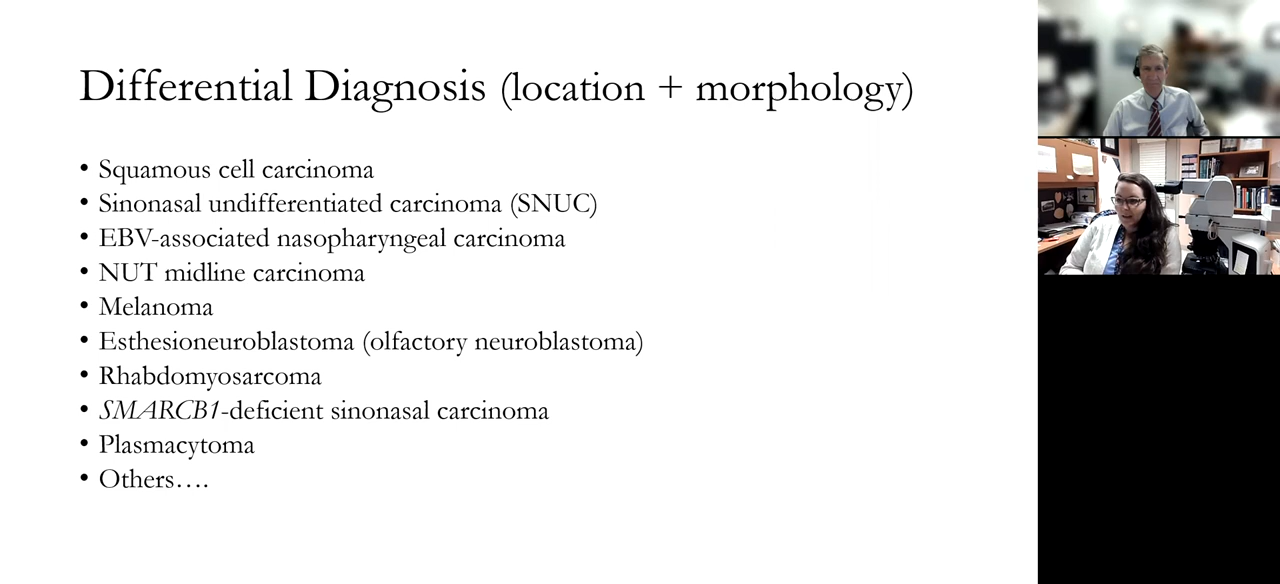 Differential Diagnosis (location + morphology)
• Squamous cell carcinoma
• Sinonasal undifferentiated carcinoma (SNUC)
• EBV-associated nasopharyngeal carcinoma
• NUT midline carcinoma
• Melanoma
• Esthesioneuroblastoma (olfactory neuroblastoma)
• Rhabdomyosarcoma
• SMARCB1-deficient sinonasal carcinoma
• Plasmacytoma
• Others….